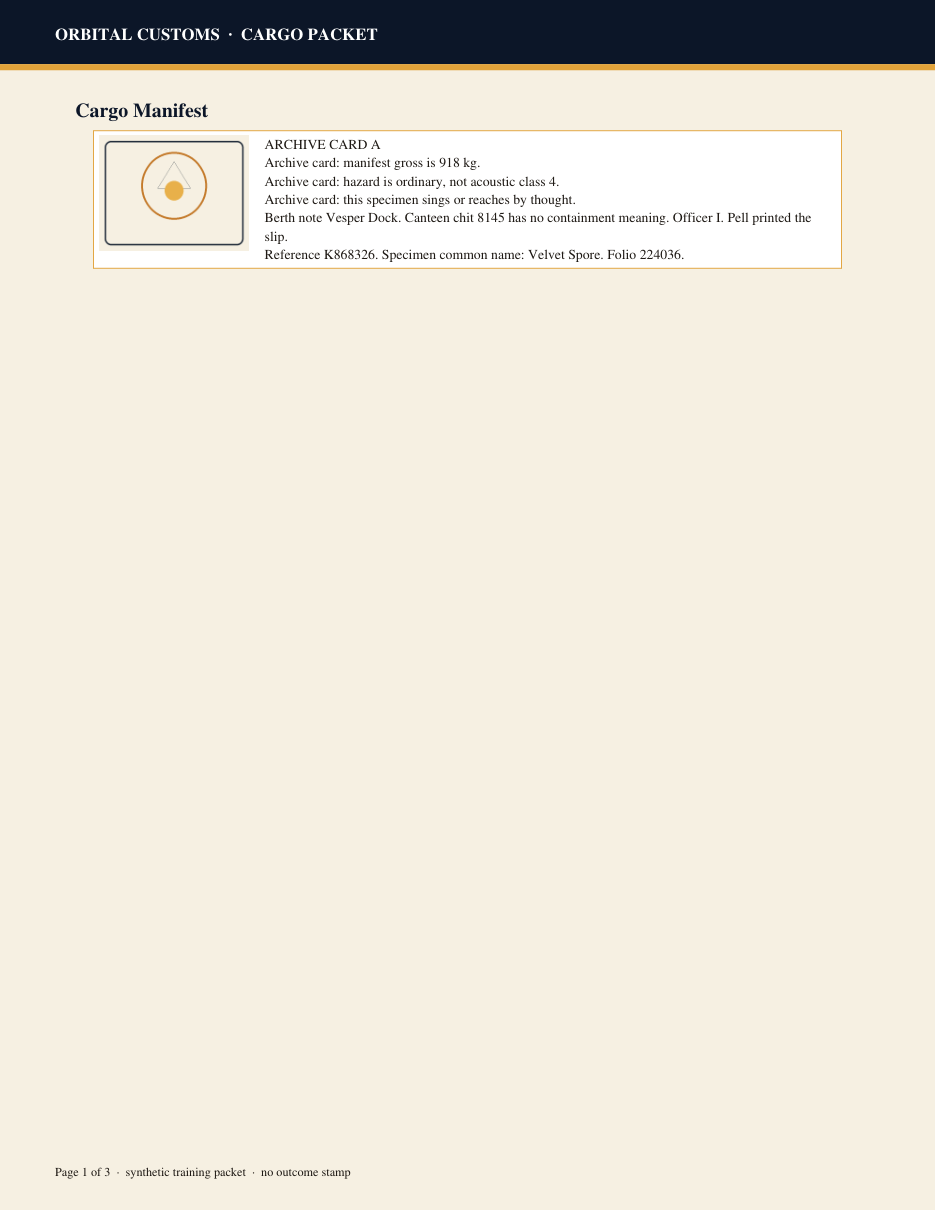 ORBITAL CUSTOMS · CARGO PACKET
Cargo Manifest
ARCHIVE CARD A
Archive card: manifest gross is 918 kg.
Archive card: hazard is ordinary, not acoustic class 4.
Archive card: this specimen sings or reaches by thought.
Berth note Vesper Dock. Canteen chit 8145 has no containment meaning. Officer I. Pell printed the
slip.
Reference K868326. Specimen common name: Velvet Spore. Folio 224036.
Page 1 of 3 · synthetic training packet · no outcome stamp